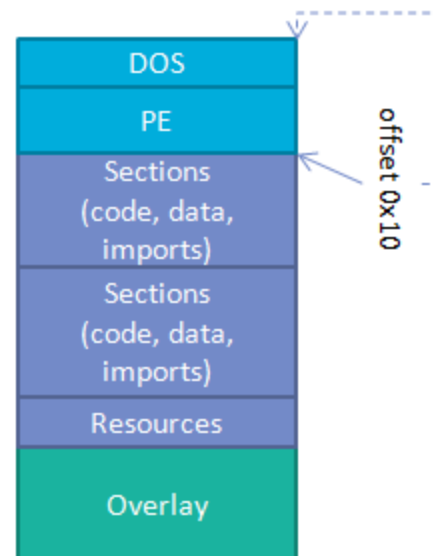 DOS
PE
Sections
(code, data,
imports)
Sections
(code, data,
imports)
Resources
Overlay
offset 0x10